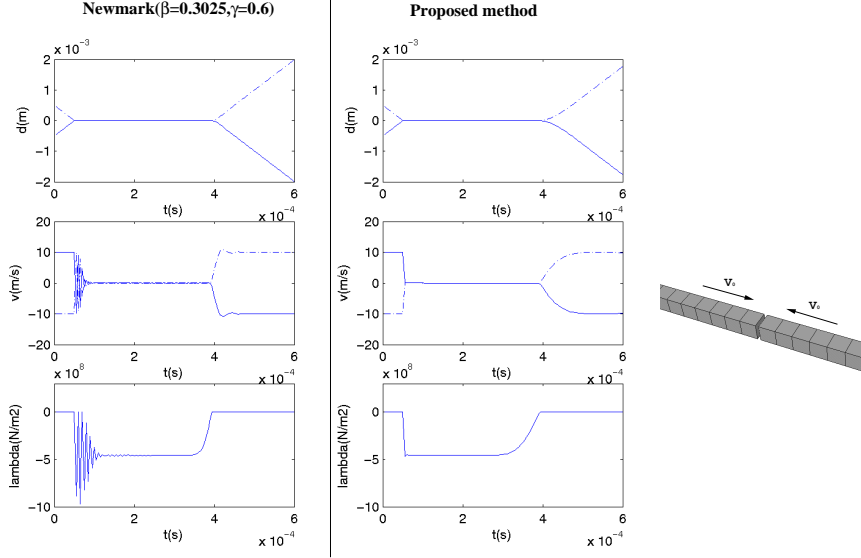 Newmark(β=0.3025,γ=0.6)
x 10⁻³
2
1
0
−1
−2
d(m)
0 2 4 6
t(s)
x 10⁻⁴
20
10
0
−10
−20
v(m/s)
0 2 4 6
t(s)
x 10⁻⁴
x 10⁸
0
−5
−10
lambda(N/m2)
0 2 4 6
t(s)
x 10⁻⁴
Proposed method
x 10⁻³
2
1
0
−1
−2
d(m)
0 2 4 6
t(s)
x 10⁻⁴
20
10
0
−10
−20
v(m/s)
0 2 4 6
t(s)
x 10⁻⁴
x 10⁸
0
−5
−10
lambda(N/m2)
0 2 4 6
t(s)
x 10⁻⁴
v₀
v₀